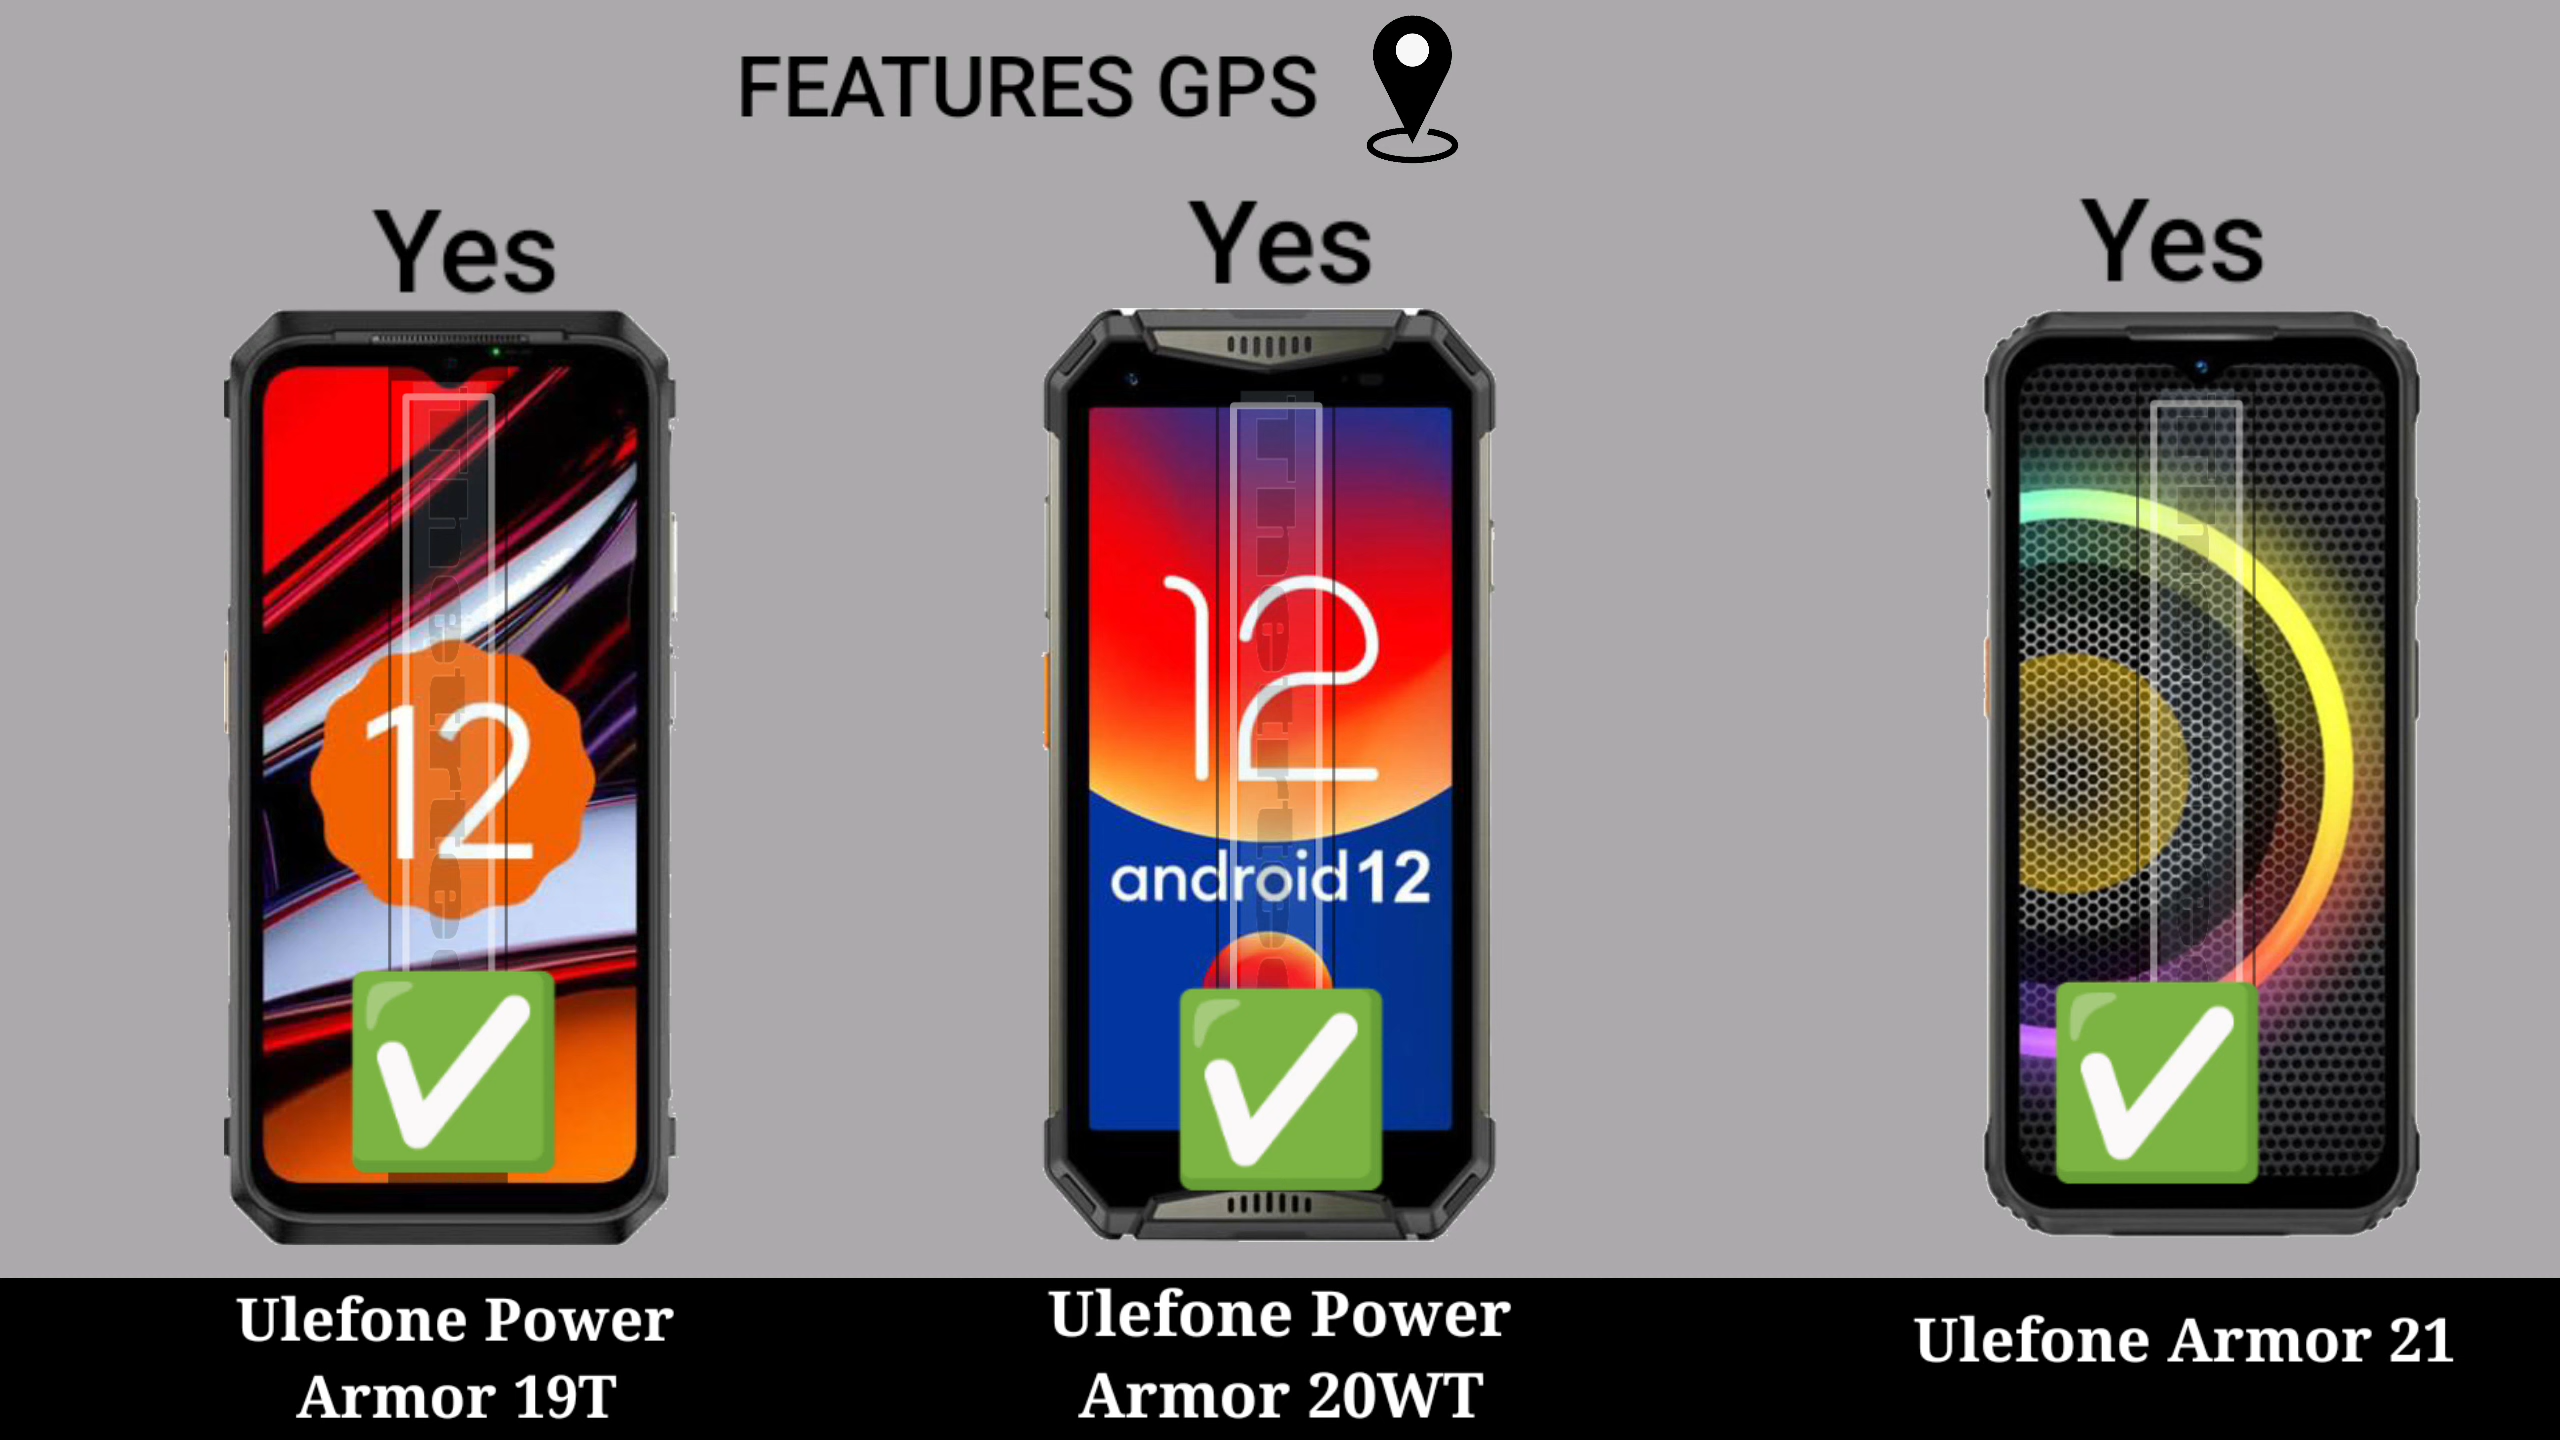 FEATURES GPS
Yes
Yes
Yes
12
12
android 12
Ulefone Power
Armor 19T
Ulefone Power
Armor 20WT
Ulefone Armor 21